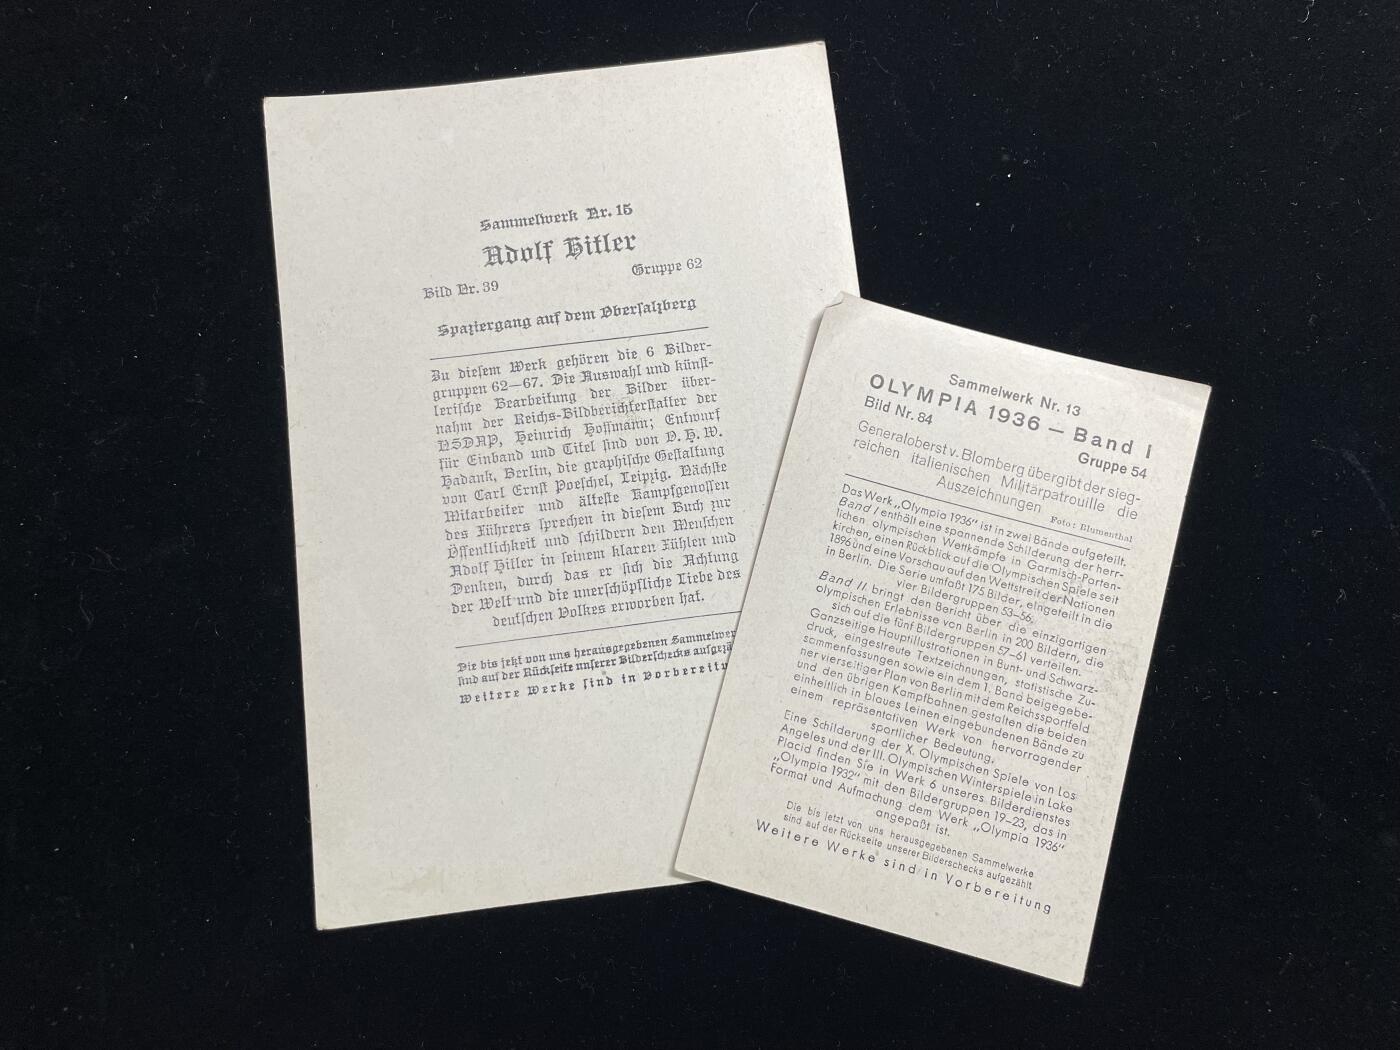 Sammelwerk Nr. 15
Adolf Hitler
Bild Nr. 39
Gruppe 62
Spaziergang auf dem Obersalzberg
Zu diesem Werk gehören die 6 Bilder-
gruppen 62—67. Die Auswahl und künst-
lerische Bearbeitung der Bilder über-
nahm der Reichs-Bildberichterstatter der
NSDAP, Heinrich Hoffmann; Entwurf
für Einband und Titel sind von O. H. W.
Hadank, Berlin, die graphische Gestaltung
von Carl Ernst Poeschel, Leipzig. Nächste
Mitarbeiter und älteste Kampfgenossen
des Führers sprechen in diesem Buch zur
Öffentlichkeit und schildern den Menschen
Adolf Hitler in seinem klaren Fühlen und
Denken, durch das er sich die Achtung
der Welt und die unerschöpfliche Liebe des
deutschen Volkes erworben hat.
Die bis jetzt von uns herausgegebenen Sammelwer
sind auf der Rückseite unserer Bilderschecks aufgezä
Weitere Werke sind in Vorbereitu
Sammelwerk Nr. 13
OLYMPIA 1936 — Band I
Bild Nr. 84
Gruppe 54
Generaloberst v. Blomberg übergibt der sieg-
reichen italienischen Militärpatrouille die
Auszeichnungen
Foto: Blumenthal
Das Werk „Olympia 1936“ ist in zwei Bände aufgeteilt.
Band I enthält eine spannende Schilderung der herr-
lichen olympischen Wettkämpfe in Garmisch-Parten-
kirchen, einen Rückblick auf die Olympischen Spiele seit
1896 und eine Vorschau auf den Wettstreit der Nationen
in Berlin. Die Serie umfaßt 175 Bilder, eingeteilt in die
vier Bildergruppen 53–56.
Band II bringt den Bericht über die einzigartigen
olympischen Erlebnisse von Berlin in 200 Bildern, die
sich auf die fünf Bildergruppen 57–61 verteilen.
Ganzseitige Hauptillustrationen in Bunt- und Schwarz-
druck, eingestreute Textzeichnungen, statistische Zu-
sammenfassungen sowie ein dem 1. Band beigegebe-
ner vierseitiger Plan von Berlin mit dem Reichssportfeld
und den übrigen Kampfbahnen gestalten die beiden
einheitlich in blaues Leinen eingebundenen Bände zu
einem repräsentativen Werk von hervorragender
sportlicher Bedeutung.
Eine Schilderung der X. Olympischen Spiele von Los
Angeles und der III. Olympischen Winterspiele in Lake
Placid finden Sie in Werk 6 unseres Bilderdienstes
„Olympia 1932“ mit den Bildergruppen 19–23, das in
Format und Aufmachung dem Werk „Olympia 1936“
angepaßt ist.
Die bis jetzt von uns herausgegebenen Sammelwerke
sind auf der Rückseite unserer Bilderschecks aufgezählt
Weitere Werke sind in Vorbereitung